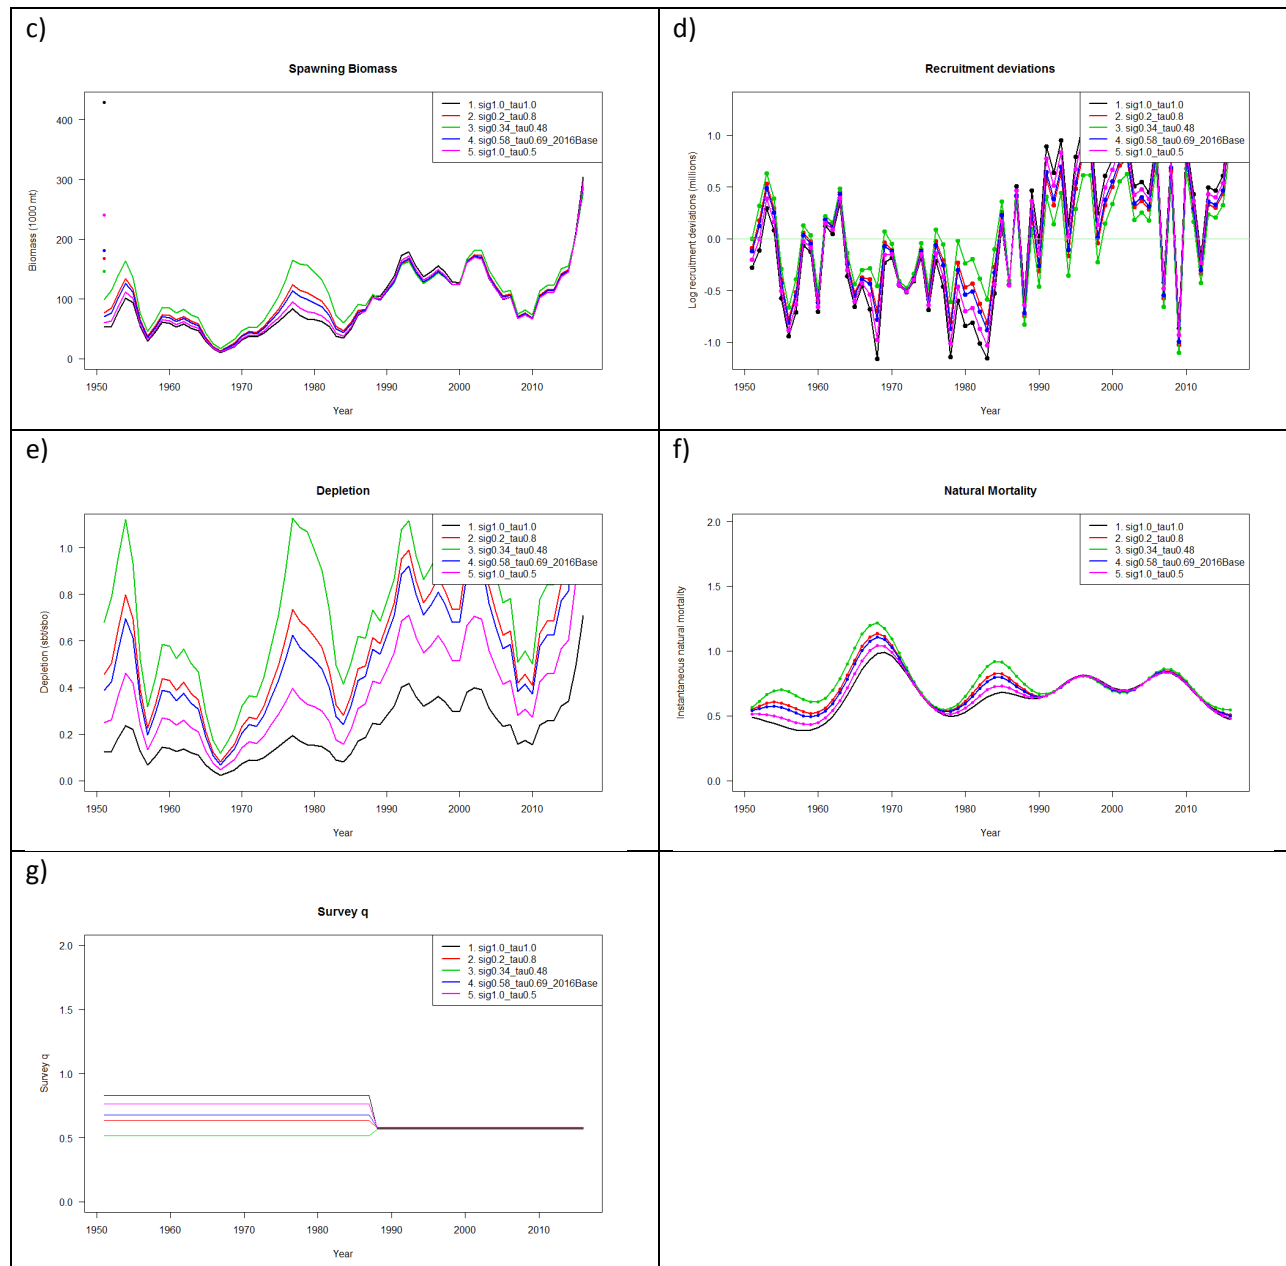 c)
Spawning Biomass
1. sig1.0_tau1.0
2. sig0.2_tau0.8
3. sig0.34_tau0.48
4. sig0.58_tau0.69_2016Base
5. sig1.0_tau0.5
Biomass (1000 mt)
400
300
200
100
0
1950 1960 1970 1980 1990 2000 2010
Year
d)
Recruitment deviations
1. sig1.0_tau1.0
2. sig0.2_tau0.8
3. sig0.34_tau0.48
4. sig0.58_tau0.69_2016Base
5. sig1.0_tau0.5
Log recruitment deviations (millions)
1.0
0.5
0.0
-0.5
-1.0
1950 1960 1970 1980 1990 2000 2010
Year
e)
Depletion
1. sig1.0_tau1.0
2. sig0.2_tau0.8
3. sig0.34_tau0.48
4. sig0.58_tau0.69_2016Base
5. sig1.0_tau0.5
Depletion (sbt/sbo)
1.0
0.8
0.6
0.4
0.2
0.0
1950 1960 1970 1980 1990 2000 2010
Year
f)
Natural Mortality
1. sig1.0_tau1.0
2. sig0.2_tau0.8
3. sig0.34_tau0.48
4. sig0.58_tau0.69_2016Base
5. sig1.0_tau0.5
Instantaneous natural mortality
2.0
1.5
1.0
0.5
0.0
1950 1960 1970 1980 1990 2000 2010
Year
g)
Survey q
1. sig1.0_tau1.0
2. sig0.2_tau0.8
3. sig0.34_tau0.48
4. sig0.58_tau0.69_2016Base
5. sig1.0_tau0.5
Survey q
2.0
1.5
1.0
0.5
0.0
1950 1960 1970 1980 1990 2000 2010
Year